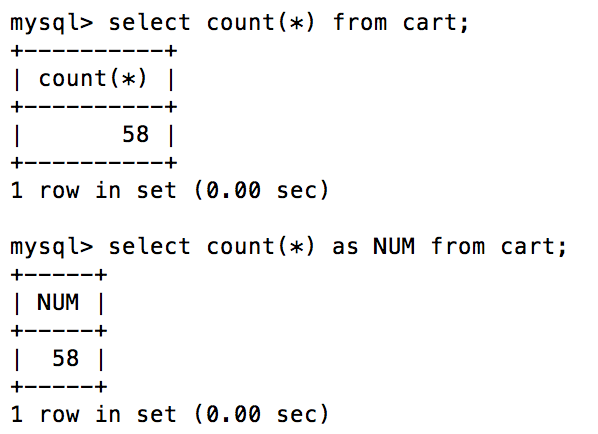 mysql> select count(*) from cart;
+----------+
| count(*) |
+----------+
|       58 |
+----------+
1 row in set (0.00 sec)

mysql> select count(*) as NUM from cart;
+-----+
| NUM |
+-----+
|  58 |
+-----+
1 row in set (0.00 sec)